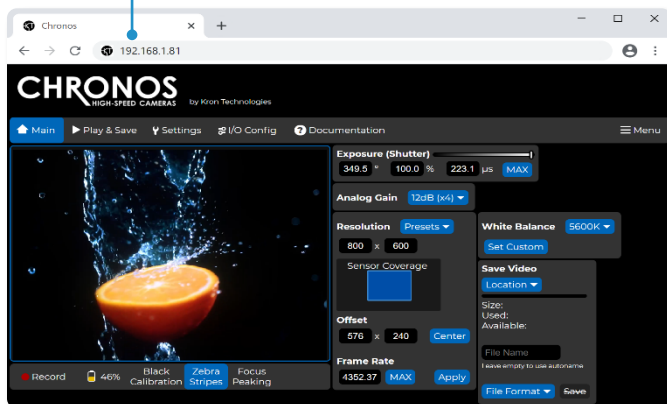 Chronos
192.168.1.81
CHRONOS
HIGH-SPEED CAMERAS by Kron Technologies
Main Play & Save Settings I/O Config Documentation Menu
Exposure (Shutter)
349.5 ° 100.0 % 223.1 µs MAX
Analog Gain 12dB (x4)
Resolution Presets
800 x 600
Sensor Coverage
Offset
576 x 240 Center
Frame Rate
4352.37 MAX Apply
White Balance 5600K
Set Custom
Save Video
Location
Size:
Used:
Available:
File Name
Leave empty to use autoname
File Format Save
Record 46% Black Calibration Zebra Stripes Focus Peaking